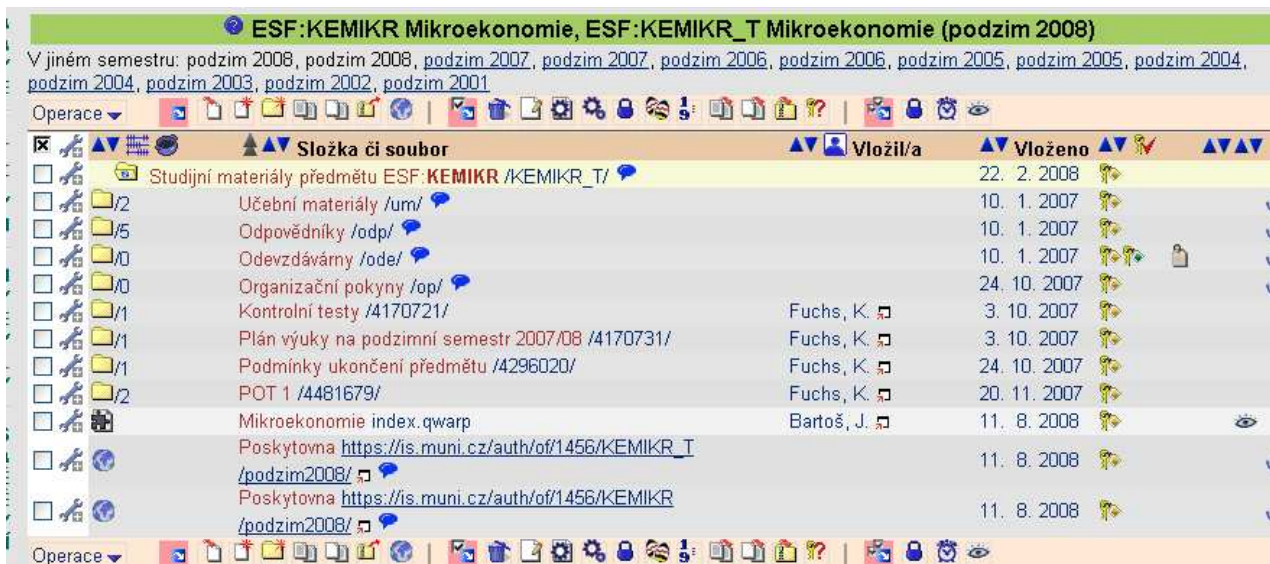 ESF:KEMIKR Mikroekonomie, ESF:KEMIKR_T Mikroekonomie (podzim 2008)
V jiném semestru: podzim 2008, podzim 2008, podzim 2007, podzim 2007, podzim 2006, podzim 2006, podzim 2005, podzim 2005, podzim 2004,
podzim 2004, podzim 2003, podzim 2002, podzim 2001
Operace
Složka či soubor Vložil/a Vloženo
Studijní materiály předmětu ESF:KEMIKR /KEMIKR_T/ 22. 2. 2008
/2 Učební materiály /um/ 10. 1. 2007
/5 Odpovědníky /odp/ 10. 1. 2007
/0 Odevzdávárny /ode/ 10. 1. 2007
/0 Organizační pokyny /op/ 24. 10. 2007
/1 Kontrolní testy /4170721/ Fuchs, K. 3. 10. 2007
/1 Plán výuky na podzimní semestr 2007/08 /4170731/ Fuchs, K. 3. 10. 2007
/1 Podmínky ukončení předmětu /4296020/ Fuchs, K. 24. 10. 2007
/2 POT 1 /4481679/ Fuchs, K. 20. 11. 2007
Mikroekonomie index.qwarp Bartoš, J. 11. 8. 2008
Poskytovna https://is.muni.cz/auth/of/1456/KEMIKR_T
/podzim2008/ 11. 8. 2008
Poskytovna https://is.muni.cz/auth/of/1456/KEMIKR
/podzim2008/ 11. 8. 2008
Operace